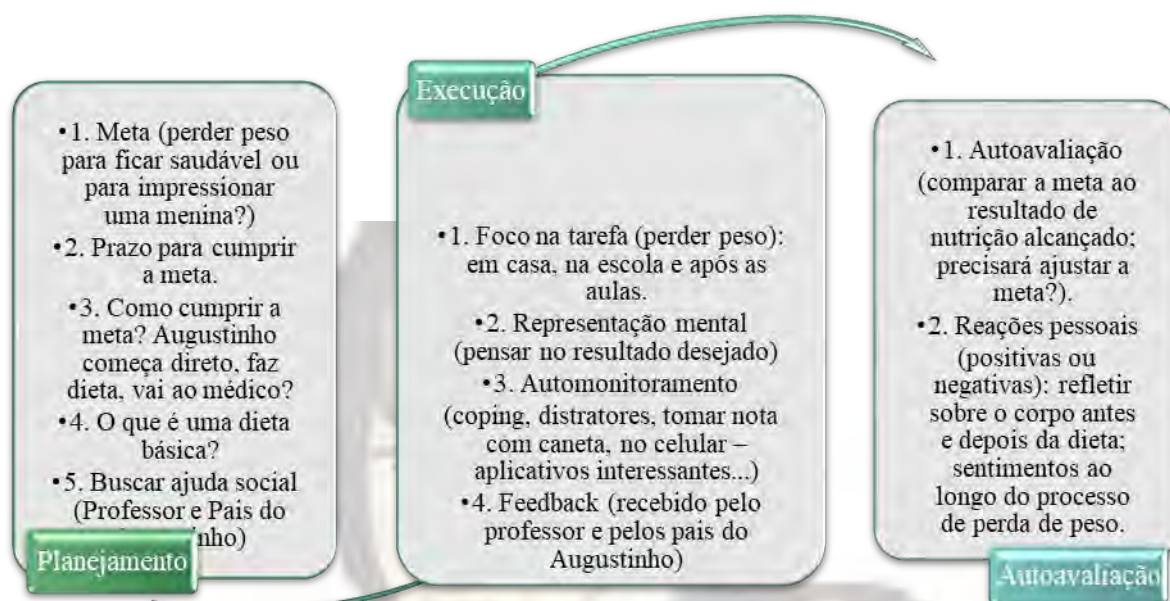 •1. Meta (perder peso
para ficar saudável ou
para impressionar
uma menina?)
•2. Prazo para cumprir
a meta.
•3. Como cumprir a
meta? Augustinho
começa direto, faz
dieta, vai ao médico?
•4. O que é uma dieta
básica?
•5. Buscar ajuda social
(Professor e Pais do
Planejamento
Execução
•1. Foco na tarefa (perder peso):
em casa, na escola e após as
aulas.
•2. Representação mental
(pensar no resultado desejado)
•3. Automonitoramento
(coping, distratores, tomar nota
com caneta, no celular –
aplicativos interessantes...)
•4. Feedback (recebido pelo
professor e pelos pais do
Augustinho)
•1. Autoavaliação
(comparar a meta ao
resultado de
nutrição alcançado;
precisará ajustar a
meta?).
•2. Reações pessoais
(positivas ou
negativas): refletir
sobre o corpo antes
e depois da dieta;
sentimentos ao
longo do processo
de perda de peso.
Autoavaliação